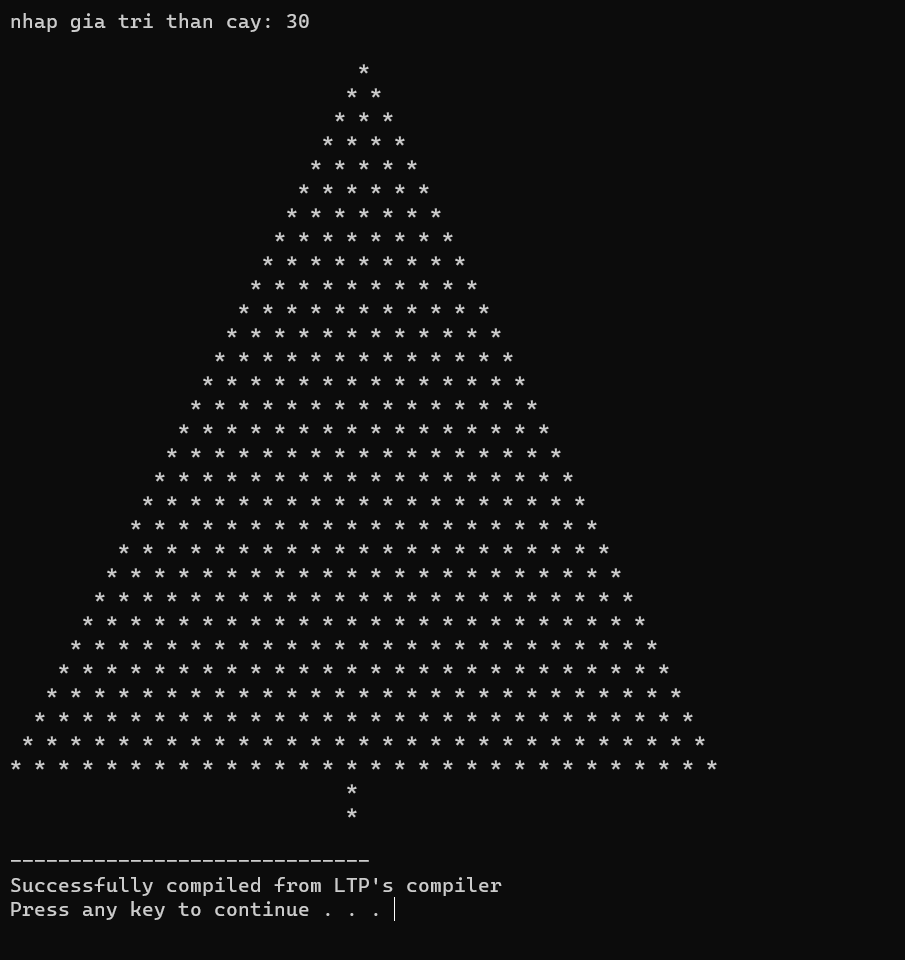 nhap gia tri than cay: 30
                             *
                            * *
                           * * *
                          * * * *
                         * * * * *
                        * * * * * *
                       * * * * * * *
                      * * * * * * * *
                     * * * * * * * * *
                    * * * * * * * * * *
                   * * * * * * * * * * *
                  * * * * * * * * * * * *
                 * * * * * * * * * * * * *
                * * * * * * * * * * * * * *
               * * * * * * * * * * * * * * *
              * * * * * * * * * * * * * * * *
             * * * * * * * * * * * * * * * * *
            * * * * * * * * * * * * * * * * * *
           * * * * * * * * * * * * * * * * * * *
          * * * * * * * * * * * * * * * * * * * *
         * * * * * * * * * * * * * * * * * * * * *
        * * * * * * * * * * * * * * * * * * * * * *
       * * * * * * * * * * * * * * * * * * * * * * *
      * * * * * * * * * * * * * * * * * * * * * * * *
     * * * * * * * * * * * * * * * * * * * * * * * * *
    * * * * * * * * * * * * * * * * * * * * * * * * * *
   * * * * * * * * * * * * * * * * * * * * * * * * * * *
  * * * * * * * * * * * * * * * * * * * * * * * * * * * *
 * * * * * * * * * * * * * * * * * * * * * * * * * * * * *
* * * * * * * * * * * * * * * * * * * * * * * * * * * * * *
                            *
                            *
------------------------------
Successfully compiled from LTP's compiler
Press any key to continue . . .